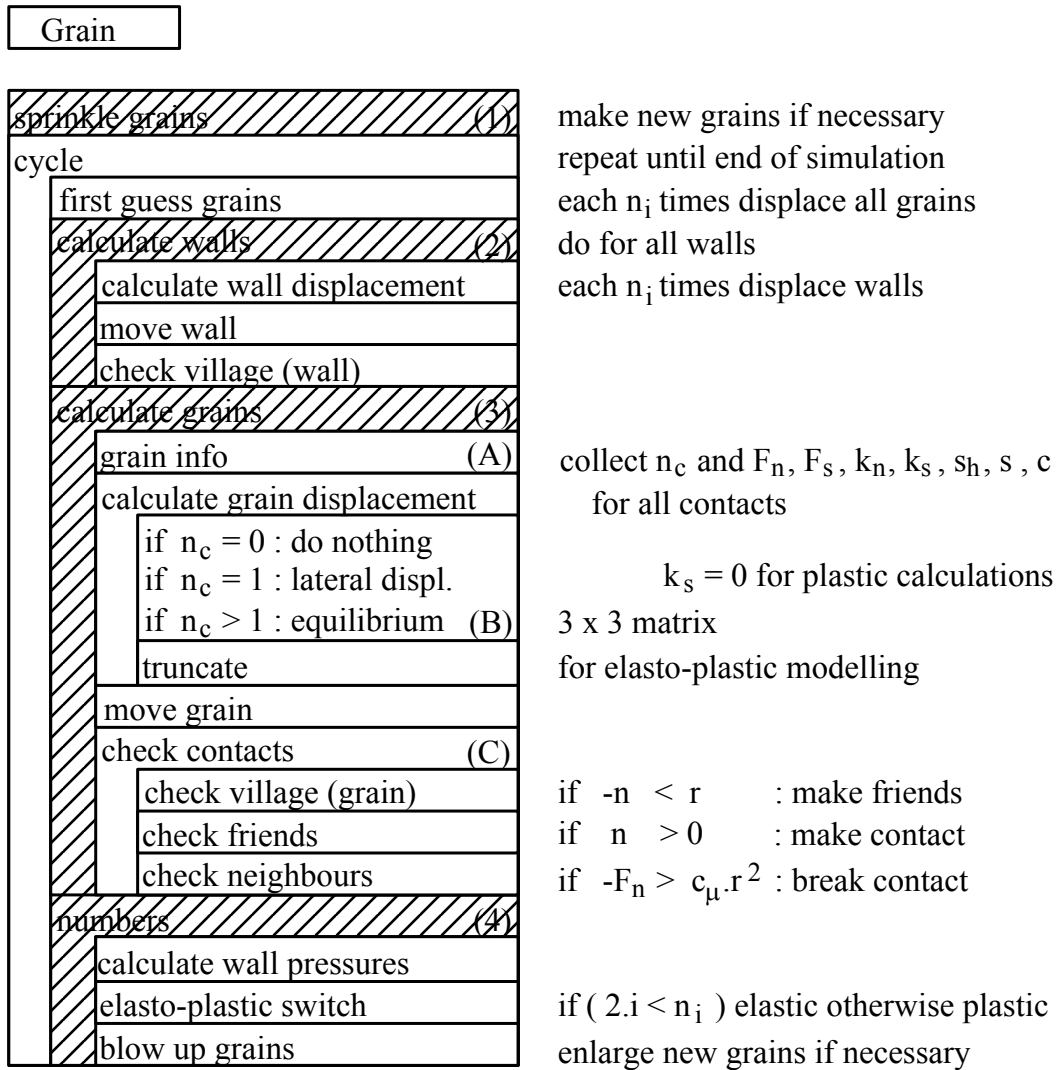 Grain
sprinkle grains (1) make new grains if necessary
cycle repeat until end of simulation
first guess grains each n_i times displace all grains
calculate walls (2) do for all walls
calculate wall displacement each n_i times displace walls
move wall
check village (wall)
calculate grains (3)
grain info (A) collect n_c and F_n, F_s, k_n, k_s, s_h, s, c
calculate grain displacement for all contacts
if n_c = 0 : do nothing
if n_c = 1 : lateral displ. k_s = 0 for plastic calculations
if n_c > 1 : equilibrium (B) 3 x 3 matrix
truncate for elasto-plastic modelling
move grain
check contacts (C)
check village (grain) if -n < r : make friends
check friends if n > 0 : make contact
check neighbours if -F_n > c_μ.r² : break contact
numbers (4)
calculate wall pressures
elasto-plastic switch if ( 2.i < n_i ) elastic otherwise plastic
blow up grains enlarge new grains if necessary